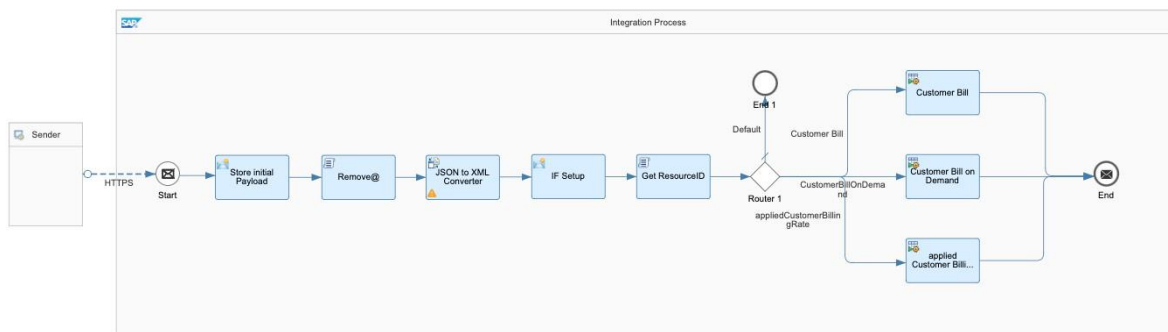 SAP
Integration Process
Sender
HTTPS
Start
Store initial
Payload
Remove@
JSON to XML
Converter
IF Setup
Get ResourceID
Router 1
End 1
Default
Customer Bill
CustomerBillOnDema
nd
appliedCustomerBillin
gRate
Customer Bill
Customer Bill on
Demand
applied
Customer Billi...
End